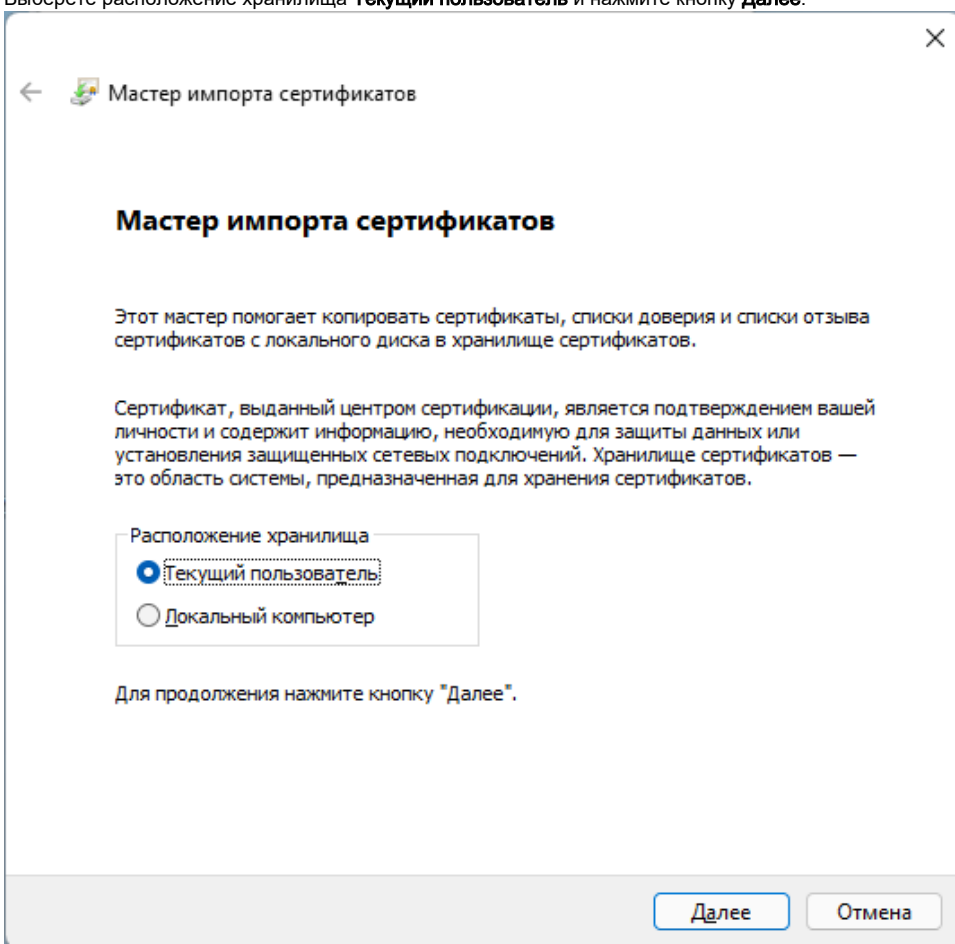 Выберете расположение хранилища Текущий пользователь и нажмите кнопку Далее.
Мастер импорта сертификатов
Мастер импорта сертификатов
Этот мастер помогает копировать сертификаты, списки доверия и списки отзыва
сертификатов с локального диска в хранилище сертификатов.
Сертификат, выданный центром сертификации, является подтверждением вашей
личности и содержит информацию, необходимую для защиты данных или
установления защищенных сетевых подключений. Хранилище сертификатов —
это область системы, предназначенная для хранения сертификатов.
Расположение хранилища
Текущий пользователь
Локальный компьютер
Для продолжения нажмите кнопку "Далее".
Далее Отмена